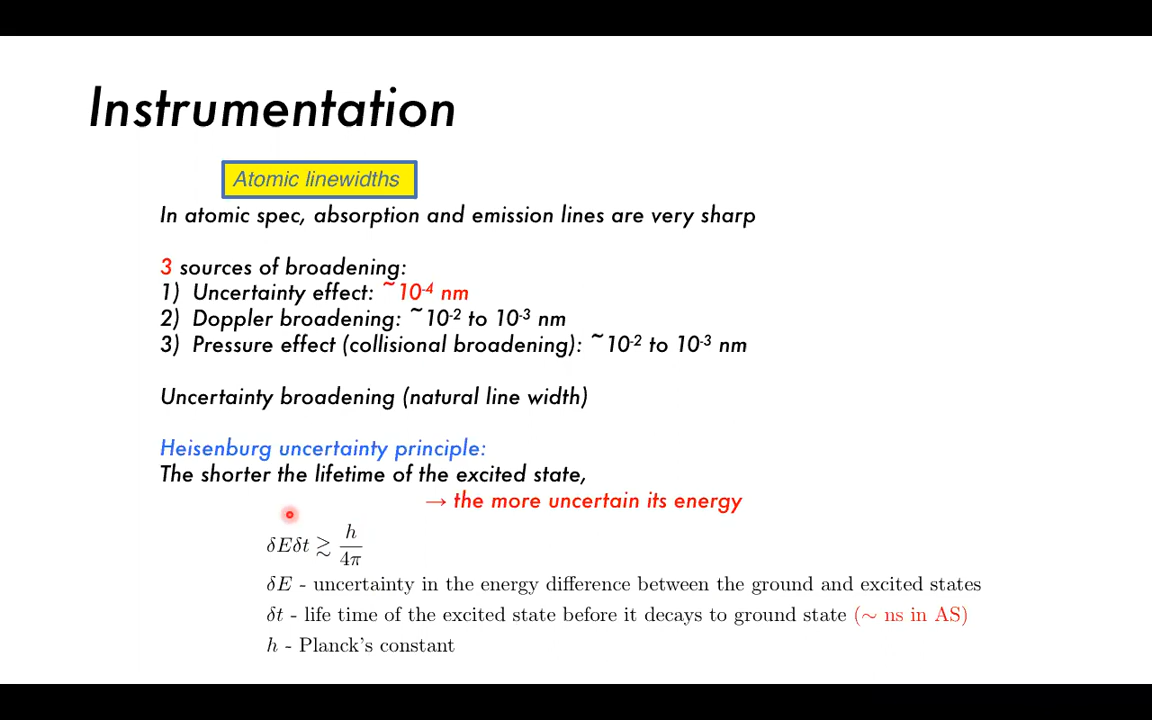 Instrumentation
Atomic linewidths
In atomic spec, absorption and emission lines are very sharp
3 sources of broadening:
1) Uncertainty effect: ~10⁻⁴ nm
2) Doppler broadening: ~10⁻² to 10⁻³ nm
3) Pressure effect (collisional broadening): ~10⁻² to 10⁻³ nm
Uncertainty broadening (natural line width)
Heisenburg uncertainty principle:
The shorter the lifetime of the excited state,
→ the more uncertain its energy
δEδt ≳ h/4π
δE - uncertainty in the energy difference between the ground and excited states
δt - life time of the excited state before it decays to ground state (∼ ns in AS)
h - Planck's constant